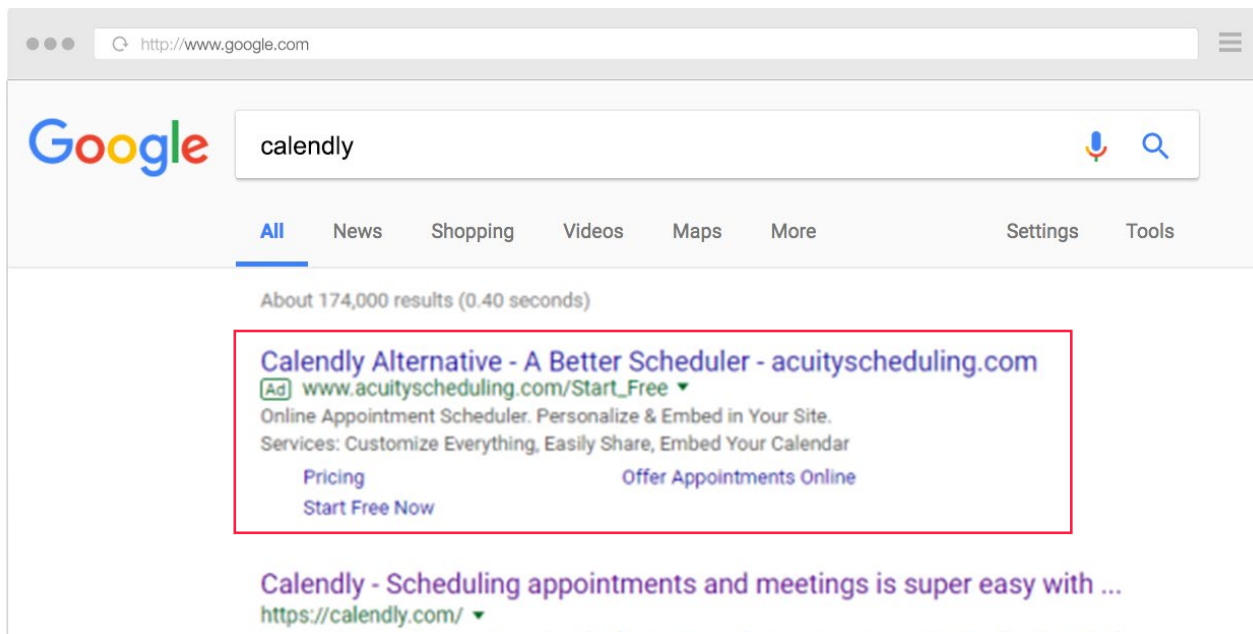 http://www.google.com
Google
calendly
All News Shopping Videos Maps More Settings Tools
About 174,000 results (0.40 seconds)
Calendly Alternative - A Better Scheduler - acuityscheduling.com
Ad www.acuityscheduling.com/Start_Free
Online Appointment Scheduler. Personalize & Embed in Your Site.
Services: Customize Everything, Easily Share, Embed Your Calendar
Pricing Offer Appointments Online
Start Free Now
Calendly - Scheduling appointments and meetings is super easy with ...
https://calendly.com/